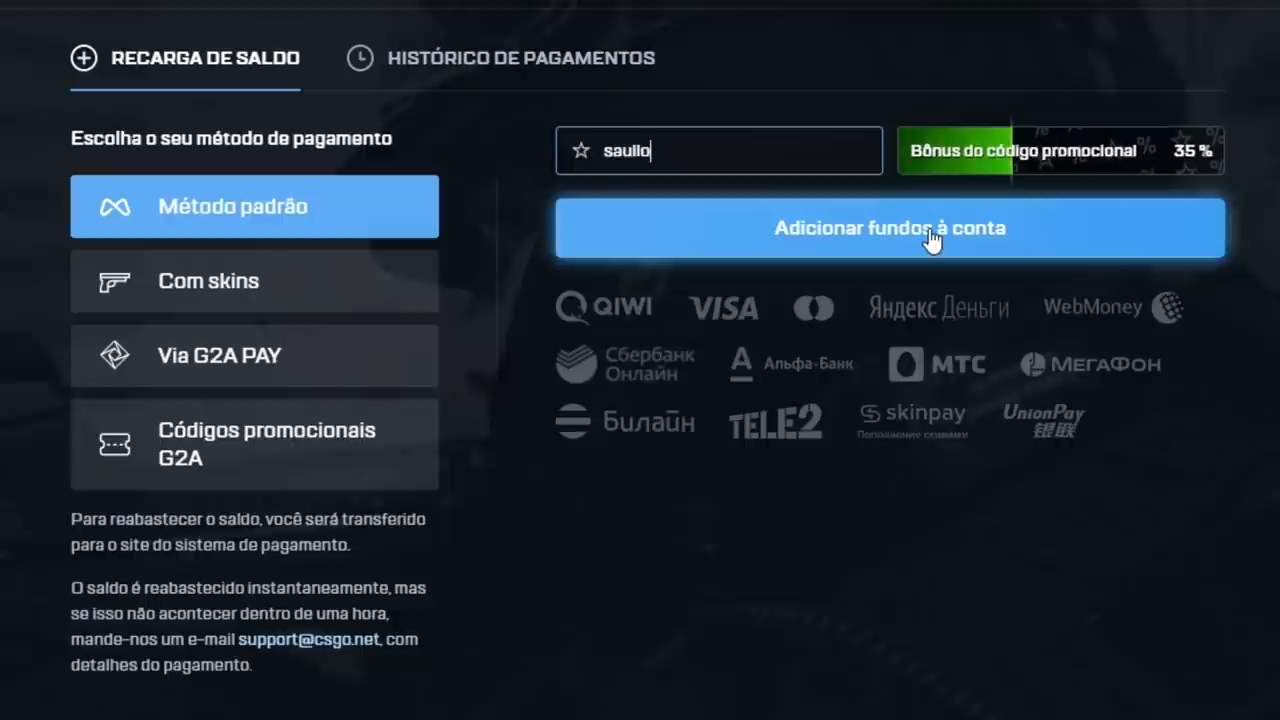 RECARGA DE SALDO
HISTÓRICO DE PAGAMENTOS
Escolha o seu método de pagamento
saullo
Bônus do código promocional 35 %
Método padrão
Adicionar fundos à conta
Com skins
QIWI VISA Яндекс Деньги WebMoney
Via G2A PAY
Сбербанк
Онлайн
Альфа-Банк МТС МЕГАФОН
Билайн TELE2 skinpay
Пополнение скинами
UnionPay
银联
Códigos promocionais
G2A
Para reabastecer o saldo, você será transferido
para o site do sistema de pagamento.
O saldo é reabastecido instantaneamente, mas
se isso não acontecer dentro de uma hora,
mande-nos um e-mail support@csgo.net, com
detalhes do pagamento.